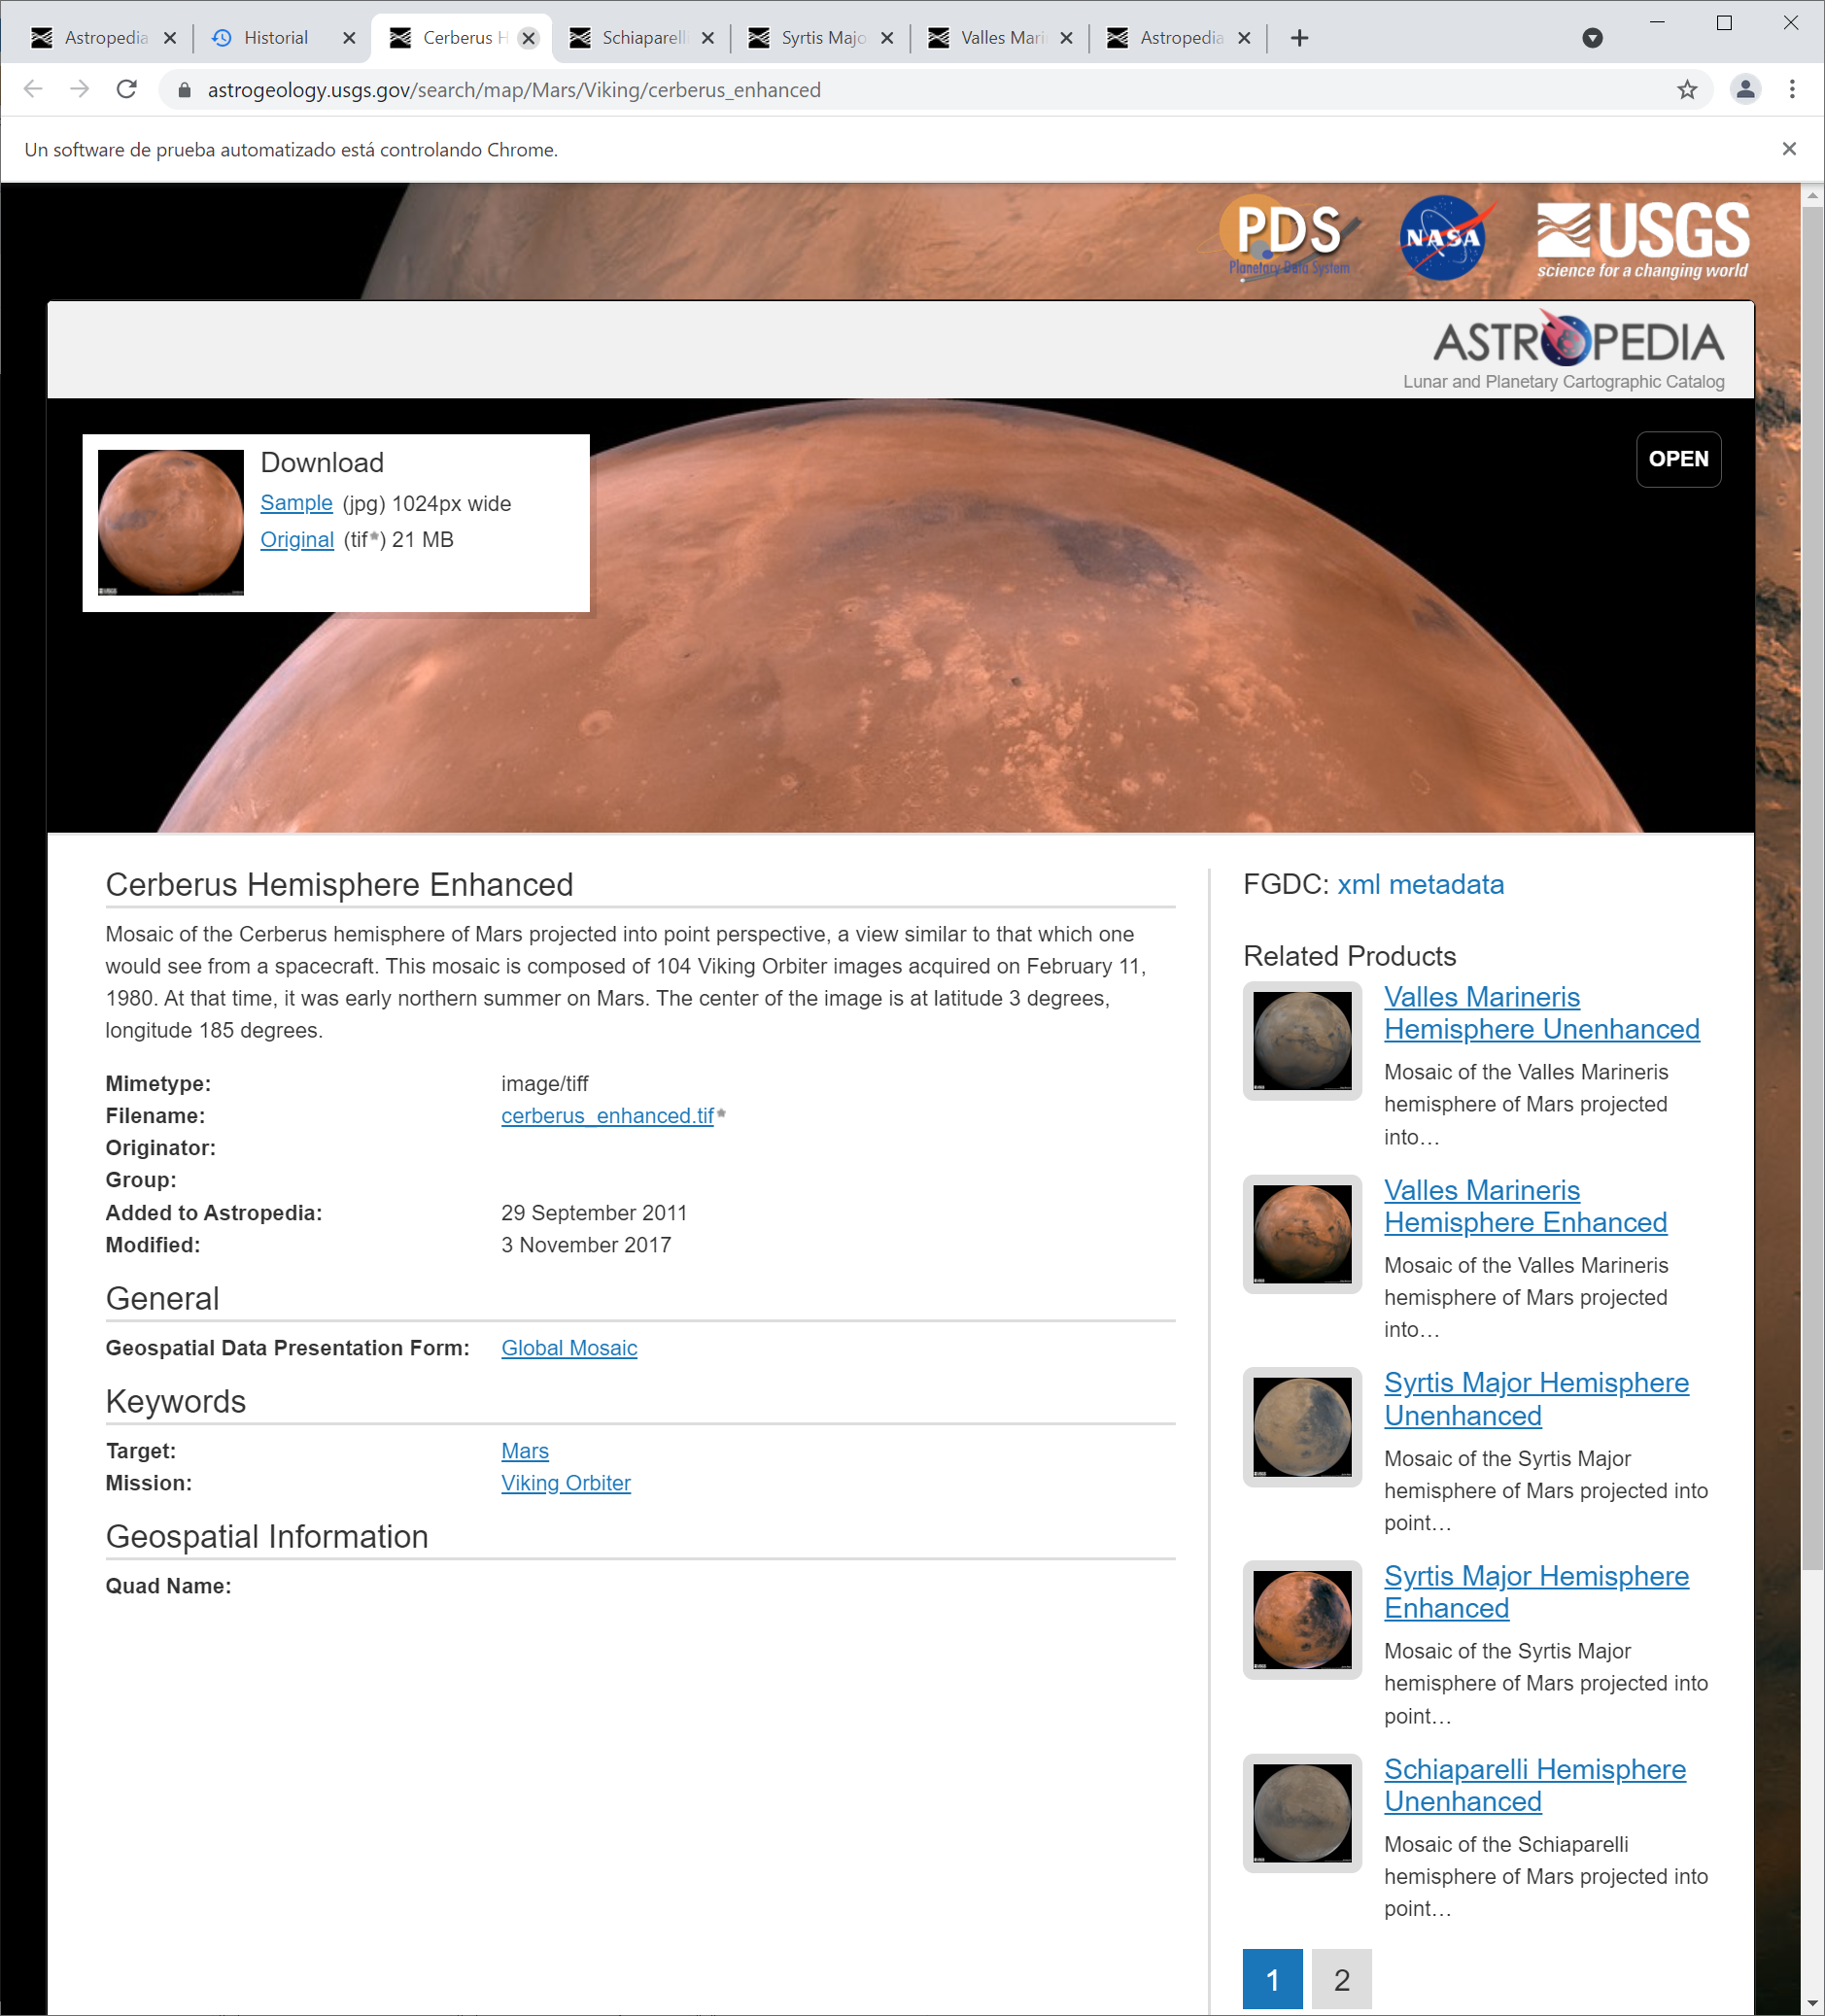 Astropedia
Historial
Cerberus H
Schiaparelli
Syrtis Majo
Valles Mari
Astropedia
astrogeology.usgs.gov/search/map/Mars/Viking/cerberus_enhanced
Un software de prueba automatizado está controlando Chrome.
PDS
Planetary Data System
NASA
USGS
science for a changing world
ASTROPEDIA
Lunar and Planetary Cartographic Catalog
Download
Sample (jpg) 1024px wide
Original (tif*) 21 MB
OPEN
Cerberus Hemisphere Enhanced
Mosaic of the Cerberus hemisphere of Mars projected into point perspective, a view similar to that which one
would see from a spacecraft. This mosaic is composed of 104 Viking Orbiter images acquired on February 11,
1980. At that time, it was early northern summer on Mars. The center of the image is at latitude 3 degrees,
longitude 185 degrees.
Mimetype: image/tiff
Filename: cerberus_enhanced.tif*
Originator:
Group:
Added to Astropedia: 29 September 2011
Modified: 3 November 2017
General
Geospatial Data Presentation Form: Global Mosaic
Keywords
Target: Mars
Mission: Viking Orbiter
Geospatial Information
Quad Name:
FGDC: xml metadata
Related Products
Valles Marineris
Hemisphere Unenhanced
Mosaic of the Valles Marineris
hemisphere of Mars projected
into…
Valles Marineris
Hemisphere Enhanced
Mosaic of the Valles Marineris
hemisphere of Mars projected
into…
Syrtis Major Hemisphere
Unenhanced
Mosaic of the Syrtis Major
hemisphere of Mars projected into
point…
Syrtis Major Hemisphere
Enhanced
Mosaic of the Syrtis Major
hemisphere of Mars projected into
point…
Schiaparelli Hemisphere
Unenhanced
Mosaic of the Schiaparelli
hemisphere of Mars projected into
point…
1 2